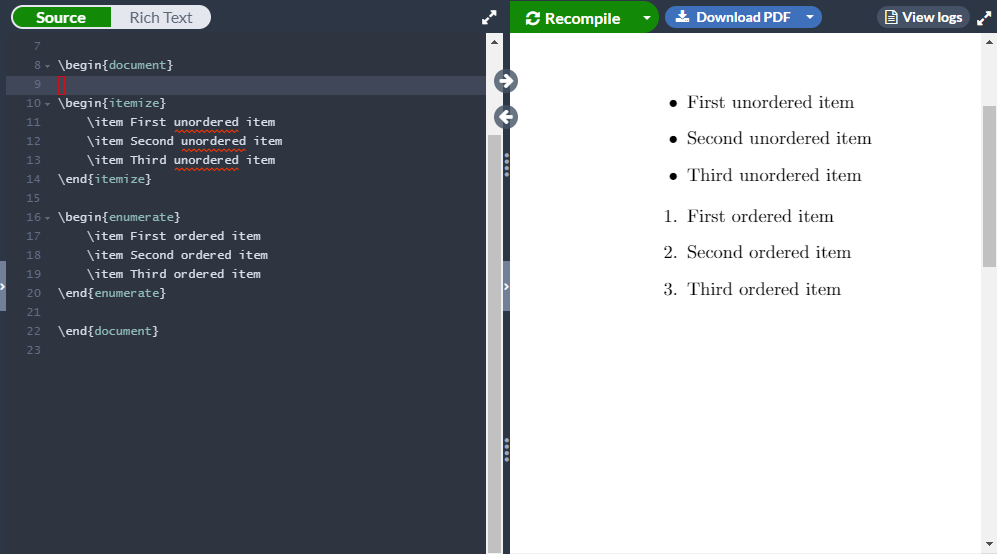 Source Rich Text
Recompile Download PDF View logs
7
8 \begin{document}
9
10 \begin{itemize}
11 \item First unordered item
12 \item Second unordered item
13 \item Third unordered item
14 \end{itemize}
15
16 \begin{enumerate}
17 \item First ordered item
18 \item Second ordered item
19 \item Third ordered item
20 \end{enumerate}
21
22 \end{document}
23
• First unordered item
• Second unordered item
• Third unordered item
1. First ordered item
2. Second ordered item
3. Third ordered item